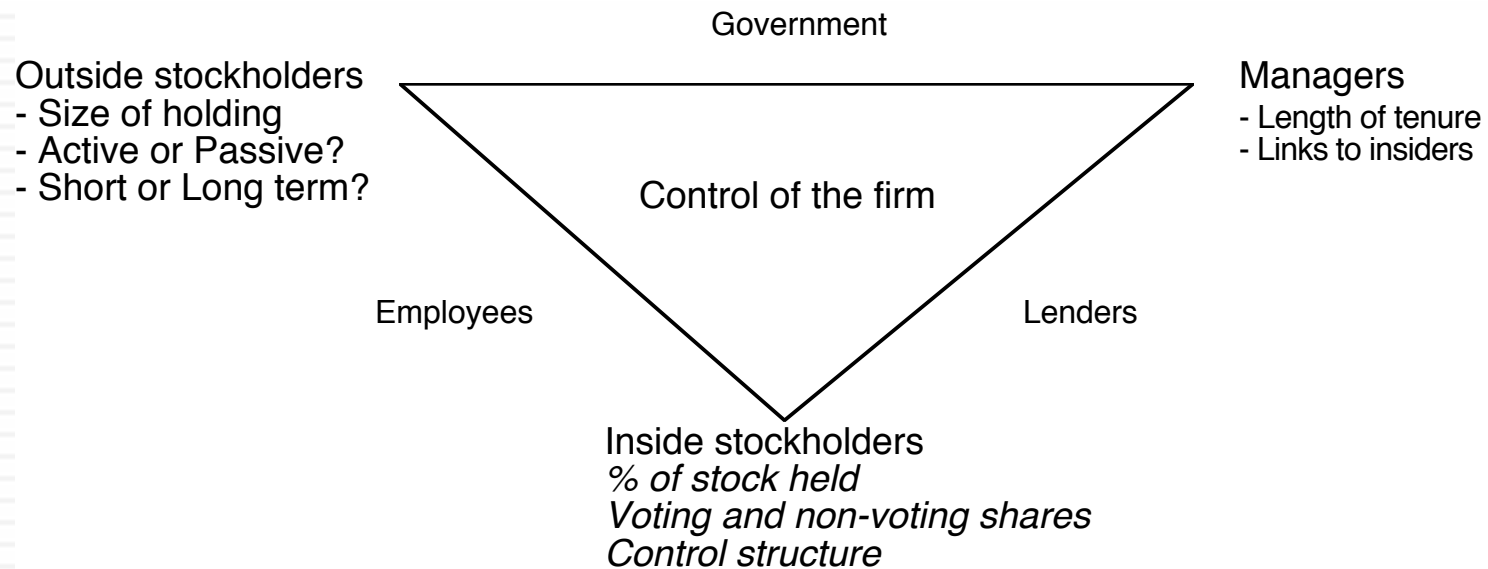 Government
Outside stockholders
- Size of holding
- Active or Passive?
- Short or Long term?
Managers
- Length of tenure
- Links to insiders
Control of the firm
Employees
Lenders
Inside stockholders
% of stock held
Voting and non-voting shares
Control structure